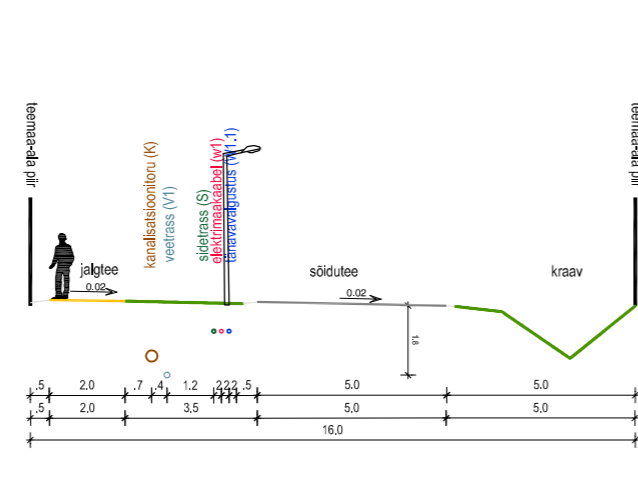 teemaa-ala piir
kanalisatsioonitoru (K)
veetrass (V1)
sidetrass (S)
elektrimaakaabel (w1)
tänavavalgustus (w1.1)
teemaa-ala piir
jalgtee
0.02
sõidutee
0.02
kraav
1.8
.5 2.0 .7 .4 1.2 .2 .2 .2 .5 5.0 5.0
.5 2.0 3.5 5.0 5.0
16.0